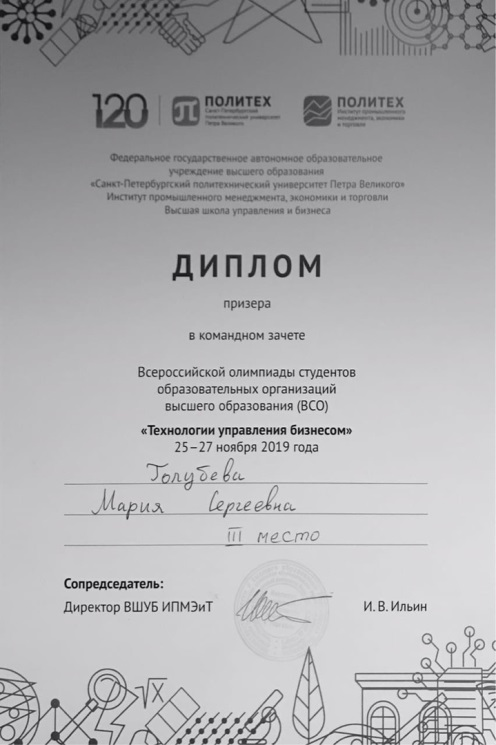 120
ПОЛИТЕХ
Санкт-Петербургский
политехнический университет
Петра Великого
ПОЛИТЕХ
Институт промышленного
менеджмента, экономики
и торговли
Федеральное государственное автономное образовательное
учреждение высшего образования
«Санкт-Петербургский политехнический университет Петра Великого»
Институт промышленного менеджмента, экономики и торговли
Высшая школа управления и бизнеса
ДИПЛОМ
призера
в командном зачете
Всероссийской олимпиады студентов
образовательных организаций
высшего образования (ВСО)
«Технологии управления бизнесом»
25–27 ноября 2019 года
Голубева
Мария Сергеевна
III место
Сопредседатель:
Директор ВШУБ ИПМЭиТ И. В. Ильин
√X